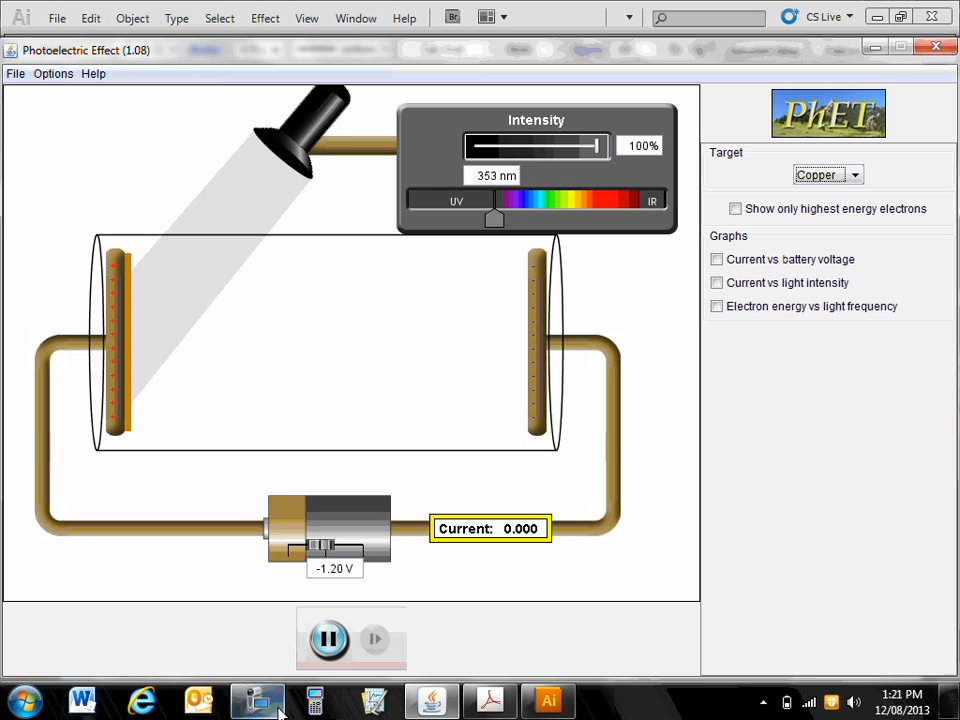 Ai File Edit Object Type Select Effect View Window Help Br CS Live
Photoelectric Effect (1.08)
File Options Help
Intensity
100%
353 nm
UV IR
Current: 0.000
-1.20 V
PhET
Target
Copper
Show only highest energy electrons
Graphs
Current vs battery voltage
Current vs light intensity
Electron energy vs light frequency
W Ai
1:21 PM
12/08/2013